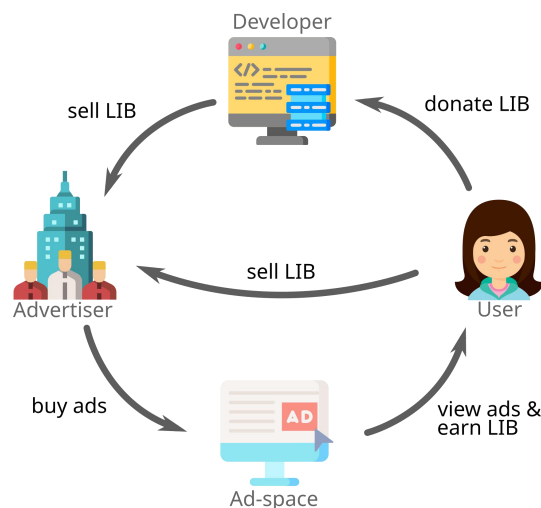 Developer
</>
sell LIB
donate LIB
sell LIB
Advertiser
User
buy ads
AD
view ads &
earn LIB
Ad-space